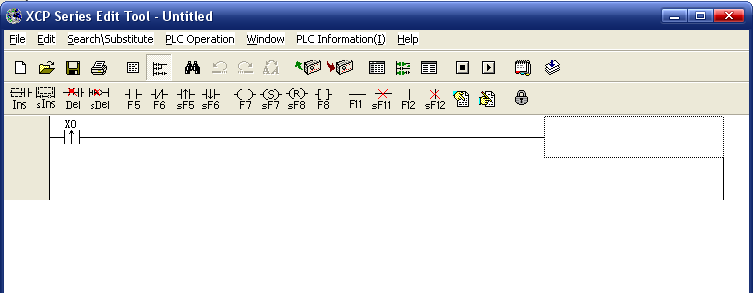 XCP Series Edit Tool - Untitled
File Edit Search\Substitute PLC Operation Window PLC Information(I) Help
Ins sIns Del sDel F5 F6 sF5 sF6 F7 sF7 sF8 F8 F11 sF11 F12 sF12
X0